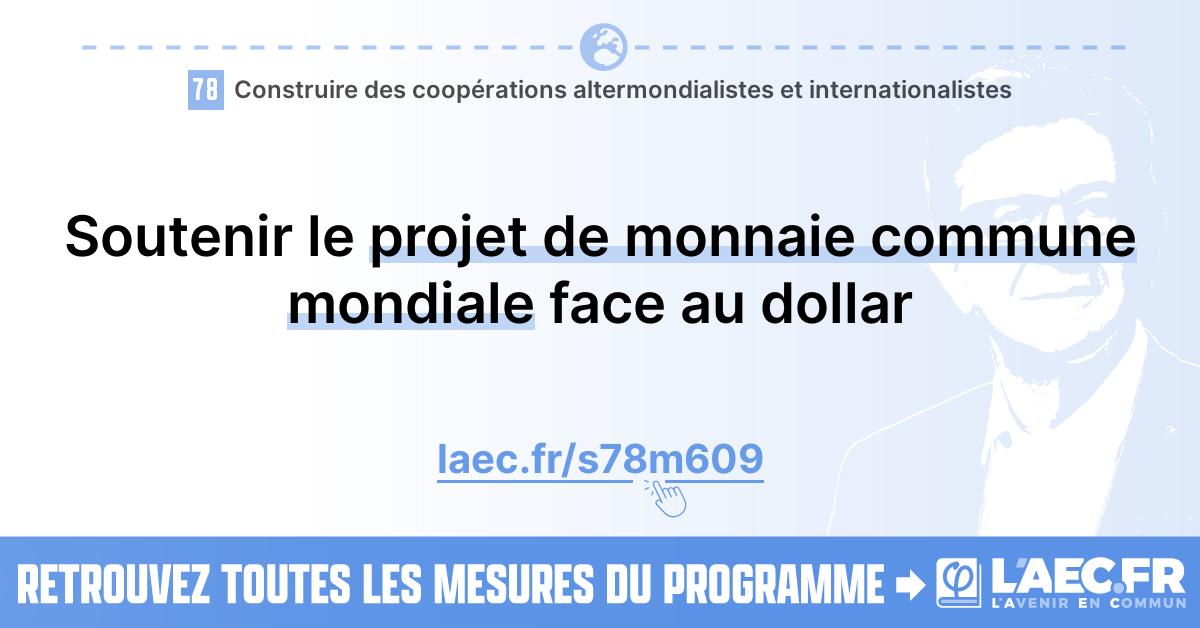 78 Construire des coopérations altermondialistes et internationalistes
Soutenir le projet de monnaie commune
mondiale face au dollar
laec.fr/s78m609
RETROUVEZ TOUTES LES MESURES DU PROGRAMME
L'AEC.FR
L'AVENIR EN COMMUN